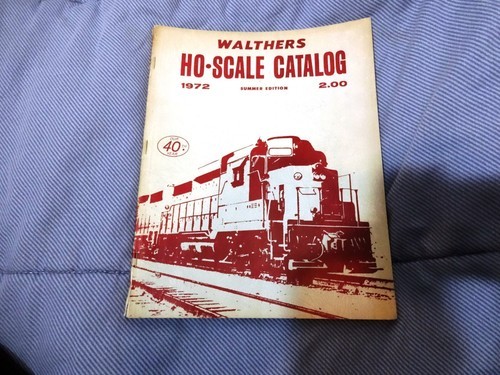 WALTHERS
HO-SCALE CATALOG
1972 SUMMER EDITION 2.00
40